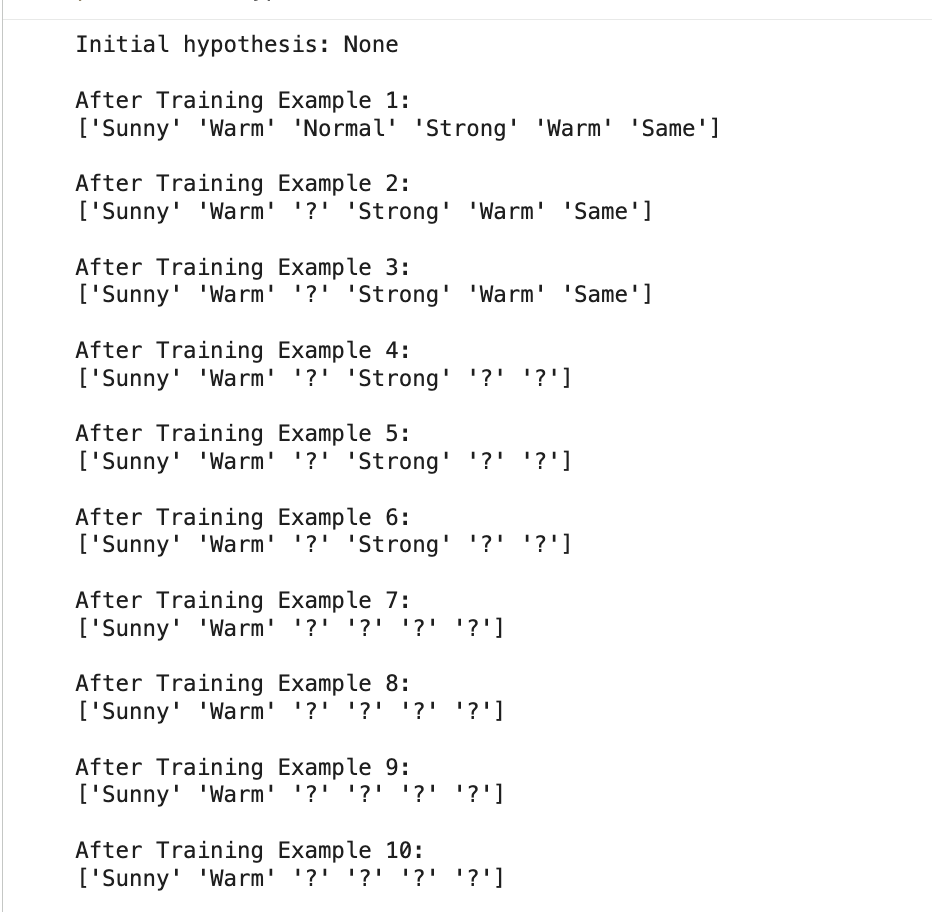 Initial hypothesis: None
After Training Example 1:
['Sunny' 'Warm' 'Normal' 'Strong' 'Warm' 'Same']
After Training Example 2:
['Sunny' 'Warm' '?' 'Strong' 'Warm' 'Same']
After Training Example 3:
['Sunny' 'Warm' '?' 'Strong' 'Warm' 'Same']
After Training Example 4:
['Sunny' 'Warm' '?' 'Strong' '?' '?']
After Training Example 5:
['Sunny' 'Warm' '?' 'Strong' '?' '?']
After Training Example 6:
['Sunny' 'Warm' '?' 'Strong' '?' '?']
After Training Example 7:
['Sunny' 'Warm' '?' '?' '?' '?']
After Training Example 8:
['Sunny' 'Warm' '?' '?' '?' '?']
After Training Example 9:
['Sunny' 'Warm' '?' '?' '?' '?']
After Training Example 10:
['Sunny' 'Warm' '?' '?' '?' '?']